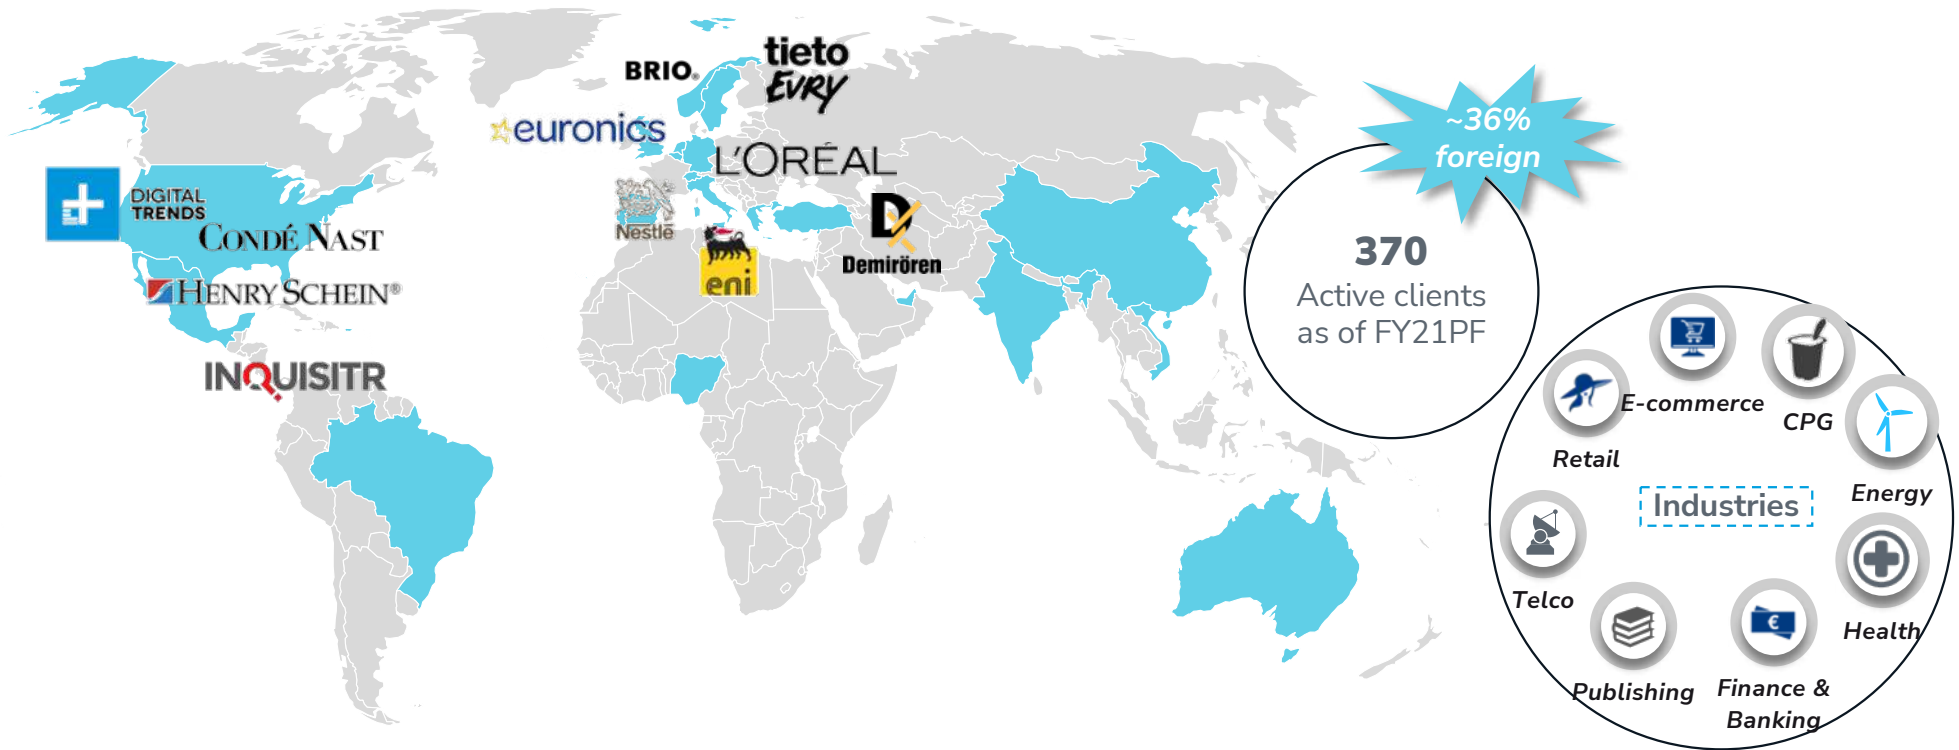 BRIO®
tieto
Evry
euronics
L'ORÉAL
DIGITAL
TRENDS
CONDÉ NAST
Nestlé
eni
Demirören
HENRY SCHEIN®
INQUISITR
~36%
foreign
370
Active clients
as of FY21PF
E-commerce
CPG
Retail
Energy
Industries
Telco
Health
Publishing
Finance &
Banking
€